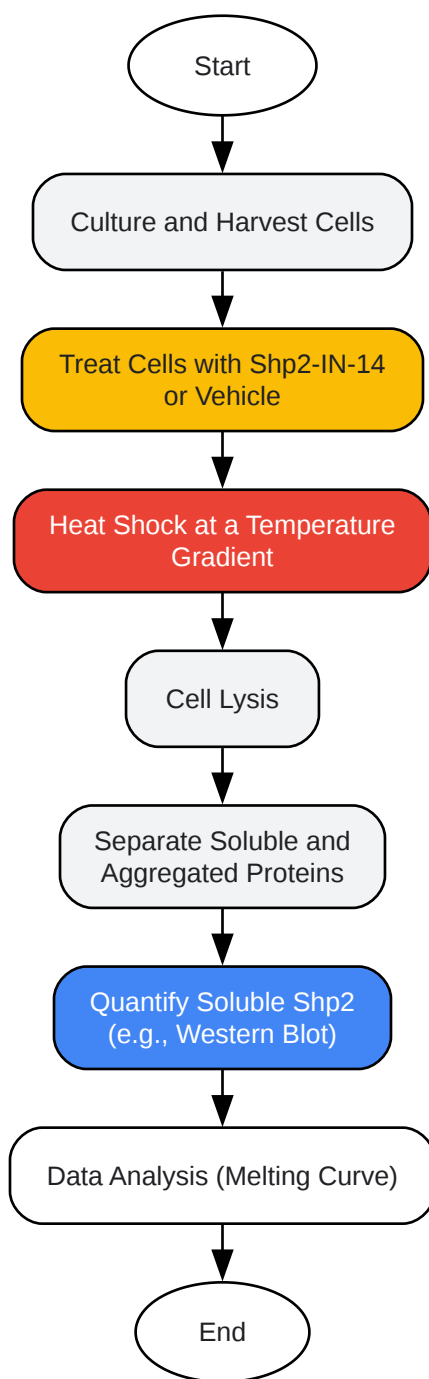 Start
Culture and Harvest Cells
Treat Cells with Shp2-IN-14
or Vehicle
Heat Shock at a Temperature
Gradient
Cell Lysis
Separate Soluble and
Aggregated Proteins
Quantify Soluble Shp2
(e.g., Western Blot)
Data Analysis (Melting Curve)
End